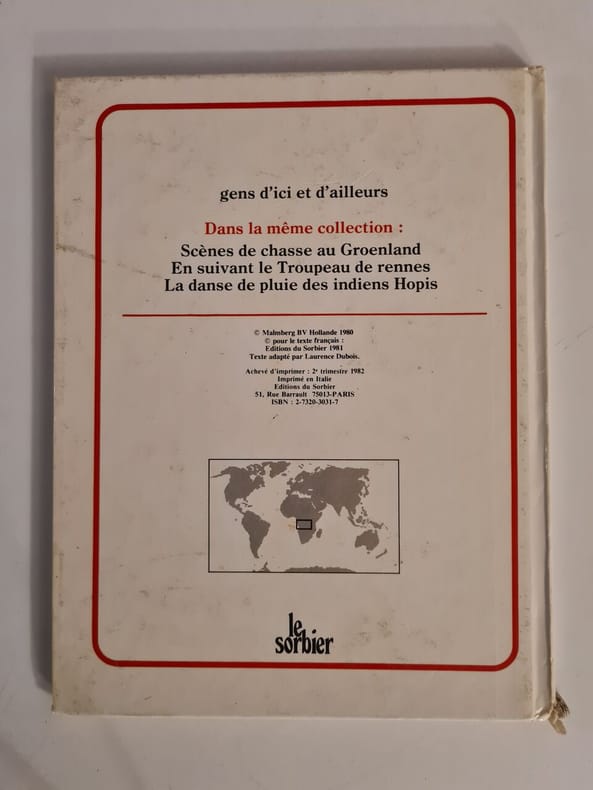 gens d'ici et d'ailleurs
Dans la même collection :
Scènes de chasse au Groenland
En suivant le Troupeau de rennes
La danse de pluie des indiens Hopis
© Malmberg BV Hollande 1980
© pour le texte français :
Editions du Sorbier 1981
Texte adapté par Laurence Dubois.
Achevé d'imprimer : 2e trimestre 1982
Imprimé en Italie
Editions du Sorbier
51, Rue Barrault 75013-PARIS
ISBN : 2-7320-3031-7
le
sorbier